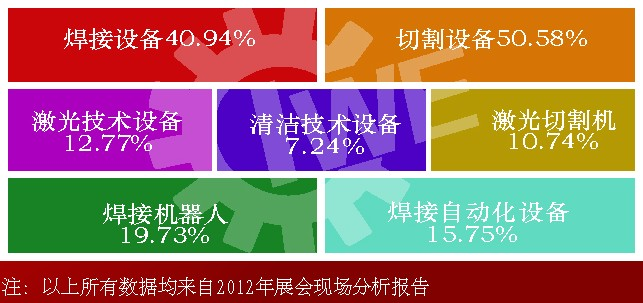 焊接设备40.94%
切割设备50.58%
激光技术设备
12.77%
清洁技术设备
7.24%
激光切割机
10.74%
焊接机器人
19.73%
焊接自动化设备
15.75%
IWE
注：以上所有数据均来自2012年展会现场分析报告